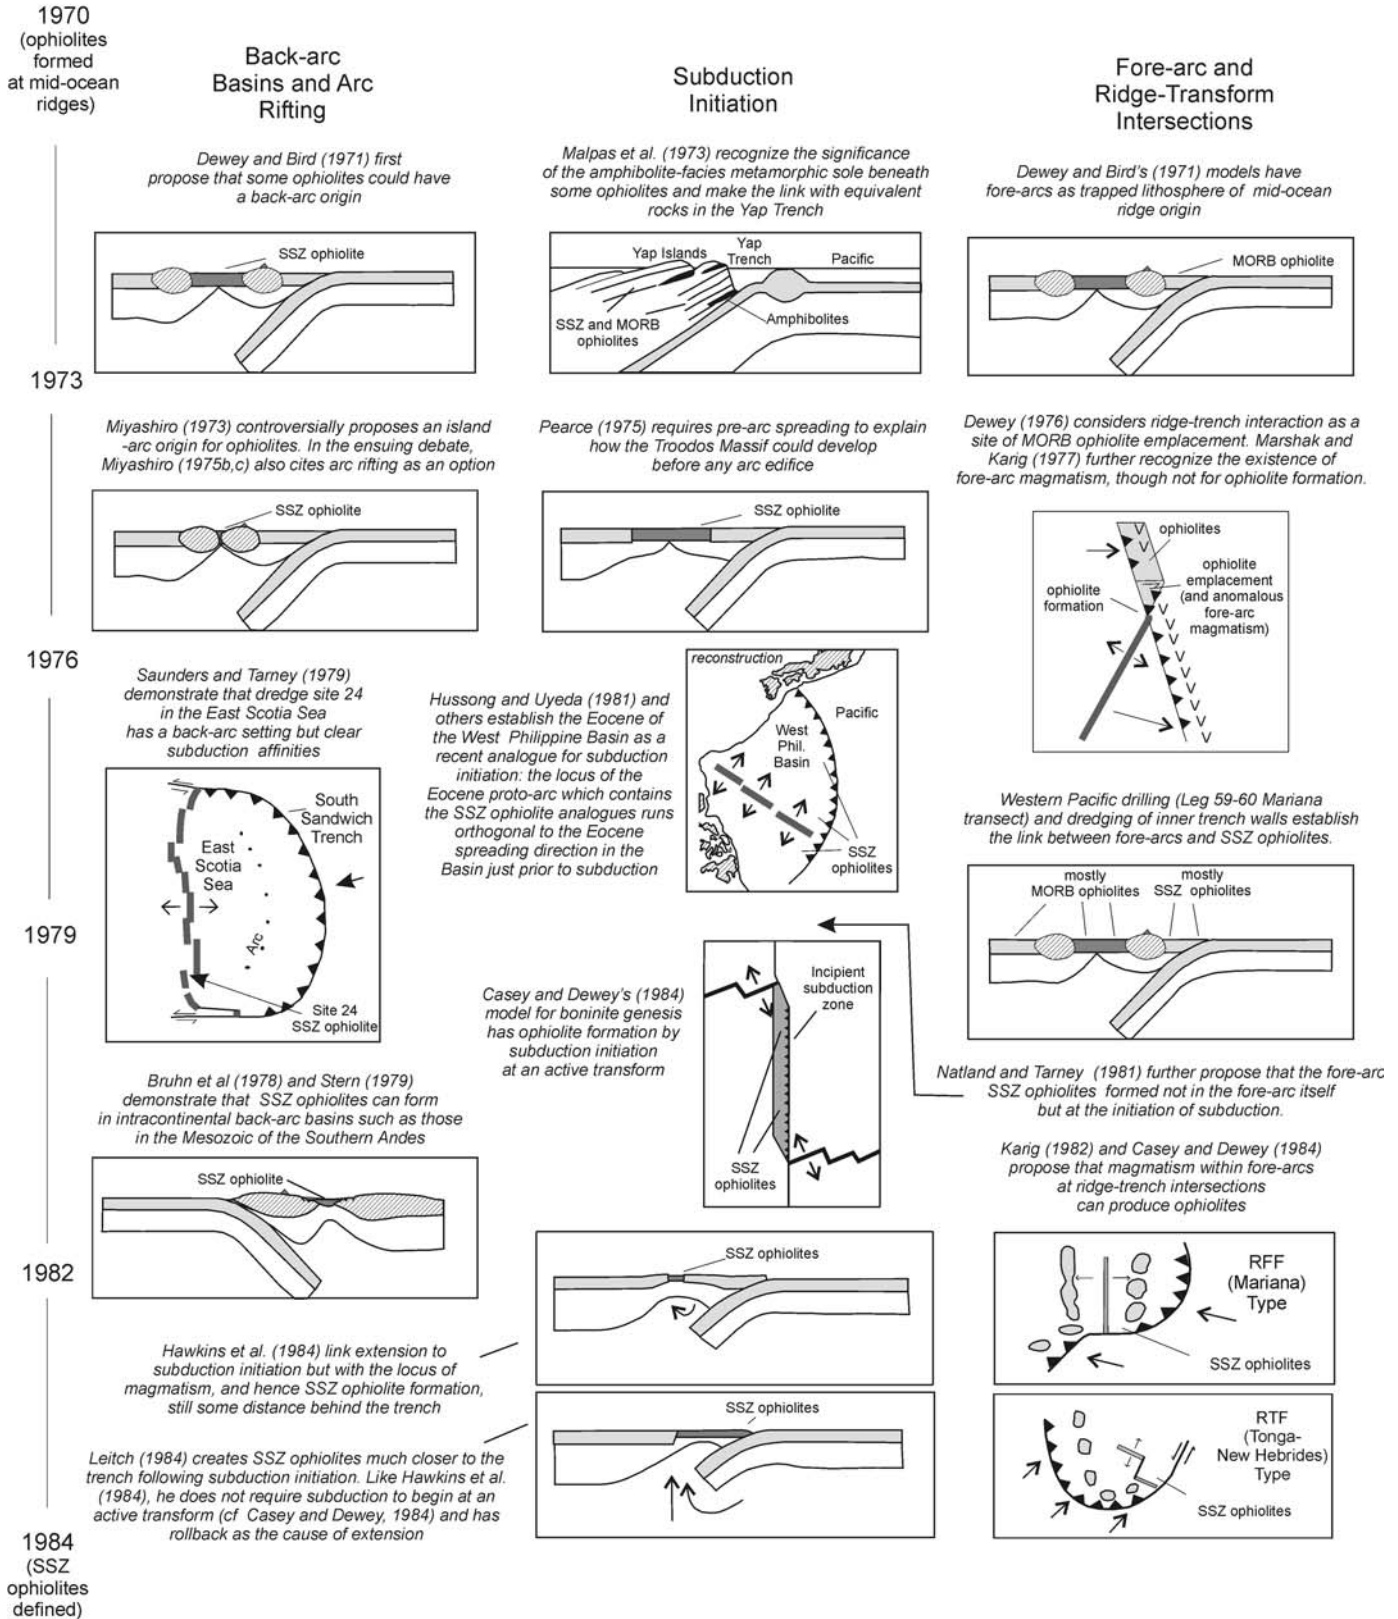 1970
(ophiolites
formed
at mid-ocean
ridges)
1973
1976
1979
1982
1984
(SSZ
ophiolites
defined)
Back-arc
Basins and Arc
Rifting
Dewey and Bird (1971) first
propose that some ophiolites could have
a back-arc origin
SSZ ophiolite
Miyashiro (1973) controversially proposes an island
-arc origin for ophiolites. In the ensuing debate,
Miyashiro (1975b,c) also cites arc rifting as an option
SSZ ophiolite
Saunders and Tarney (1979)
demonstrate that dredge site 24
in the East Scotia Sea
has a back-arc setting but clear
subduction affinities
South
Sandwich
Trench
East
Scotia
Sea
Arc
Site 24
SSZ ophiolite
Bruhn et al (1978) and Stern (1979)
demonstrate that SSZ ophiolites can form
in intracontinental back-arc basins such as those
in the Mesozoic of the Southern Andes
SSZ ophiolite
Hawkins et al. (1984) link extension to
subduction initiation but with the locus of
magmatism, and hence SSZ ophiolite formation,
still some distance behind the trench
Leitch (1984) creates SSZ ophiolites much closer to the
trench following subduction initiation. Like Hawkins et al.
(1984), he does not require subduction to begin at an
active transform (cf Casey and Dewey, 1984) and has
rollback as the cause of extension
Subduction
Initiation
Malpas et al. (1973) recognize the significance
of the amphibolite-facies metamorphic sole beneath
some ophiolites and make the link with equivalent
rocks in the Yap Trench
Yap Islands
Yap
Trench
Pacific
SSZ and MORB
ophiolites
Amphibolites
Pearce (1975) requires pre-arc spreading to explain
how the Troodos Massif could develop
before any arc edifice
SSZ ophiolite
Hussong and Uyeda (1981) and
others establish the Eocene of
the West Philippine Basin as a
recent analogue for subduction
initiation: the locus of the
Eocene proto-arc which contains
the SSZ ophiolite analogues runs
orthogonal to the Eocene
spreading direction in the
Basin just prior to subduction
reconstruction
Pacific
West
Phil.
Basin
SSZ
ophiolites
Casey and Dewey's (1984)
model for boninite genesis
has ophiolite formation by
subduction initiation
at an active transform
Incipient
subduction
zone
SSZ
ophiolites
SSZ ophiolites
SSZ ophiolites
Fore-arc and
Ridge-Transform
Intersections
Dewey and Bird's (1971) models have
fore-arcs as trapped lithosphere of mid-ocean
ridge origin
MORB ophiolite
Dewey (1976) considers ridge-trench interaction as a
site of MORB ophiolite emplacement. Marshak and
Karig (1977) further recognize the existence of
fore-arc magmatism, though not for ophiolite formation.
ophiolites
ophiolite
emplacement
(and anomalous
fore-arc
magmatism)
ophiolite
formation
Western Pacific drilling (Leg 59-60 Mariana
transect) and dredging of inner trench walls establish
the link between fore-arcs and SSZ ophiolites.
mostly
MORB ophiolites
mostly
SSZ ophiolites
Natland and Tarney (1981) further propose that the fore-arc
SSZ ophiolites formed not in the fore-arc itself
but at the initiation of subduction.
Karig (1982) and Casey and Dewey (1984)
propose that magmatism within fore-arcs
at ridge-trench intersections
can produce ophiolites
RFF
(Mariana)
Type
SSZ ophiolites
RTF
(Tonga-
New Hebrides)
Type
SSZ ophiolites